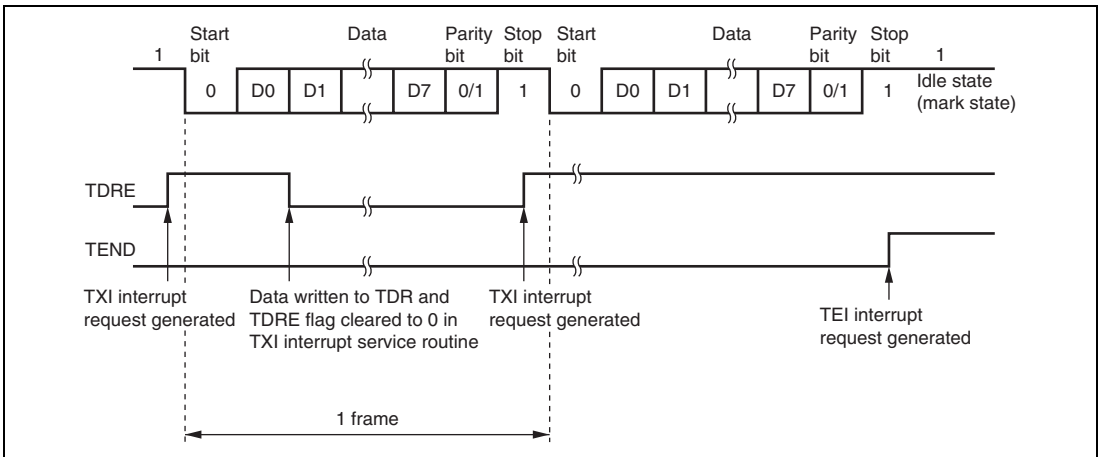 Start Data Parity Stop Start Data Parity Stop
1 bit bit bit bit bit bit 1
0 D0 D1 D7 0/1 1 0 D0 D1 D7 0/1 1 Idle state
(mark state)
TDRE
TEND
TXI interrupt
request generated
Data written to TDR and
TDRE flag cleared to 0 in
TXI interrupt service routine
TXI interrupt
request generated
TEI interrupt
request generated
1 frame